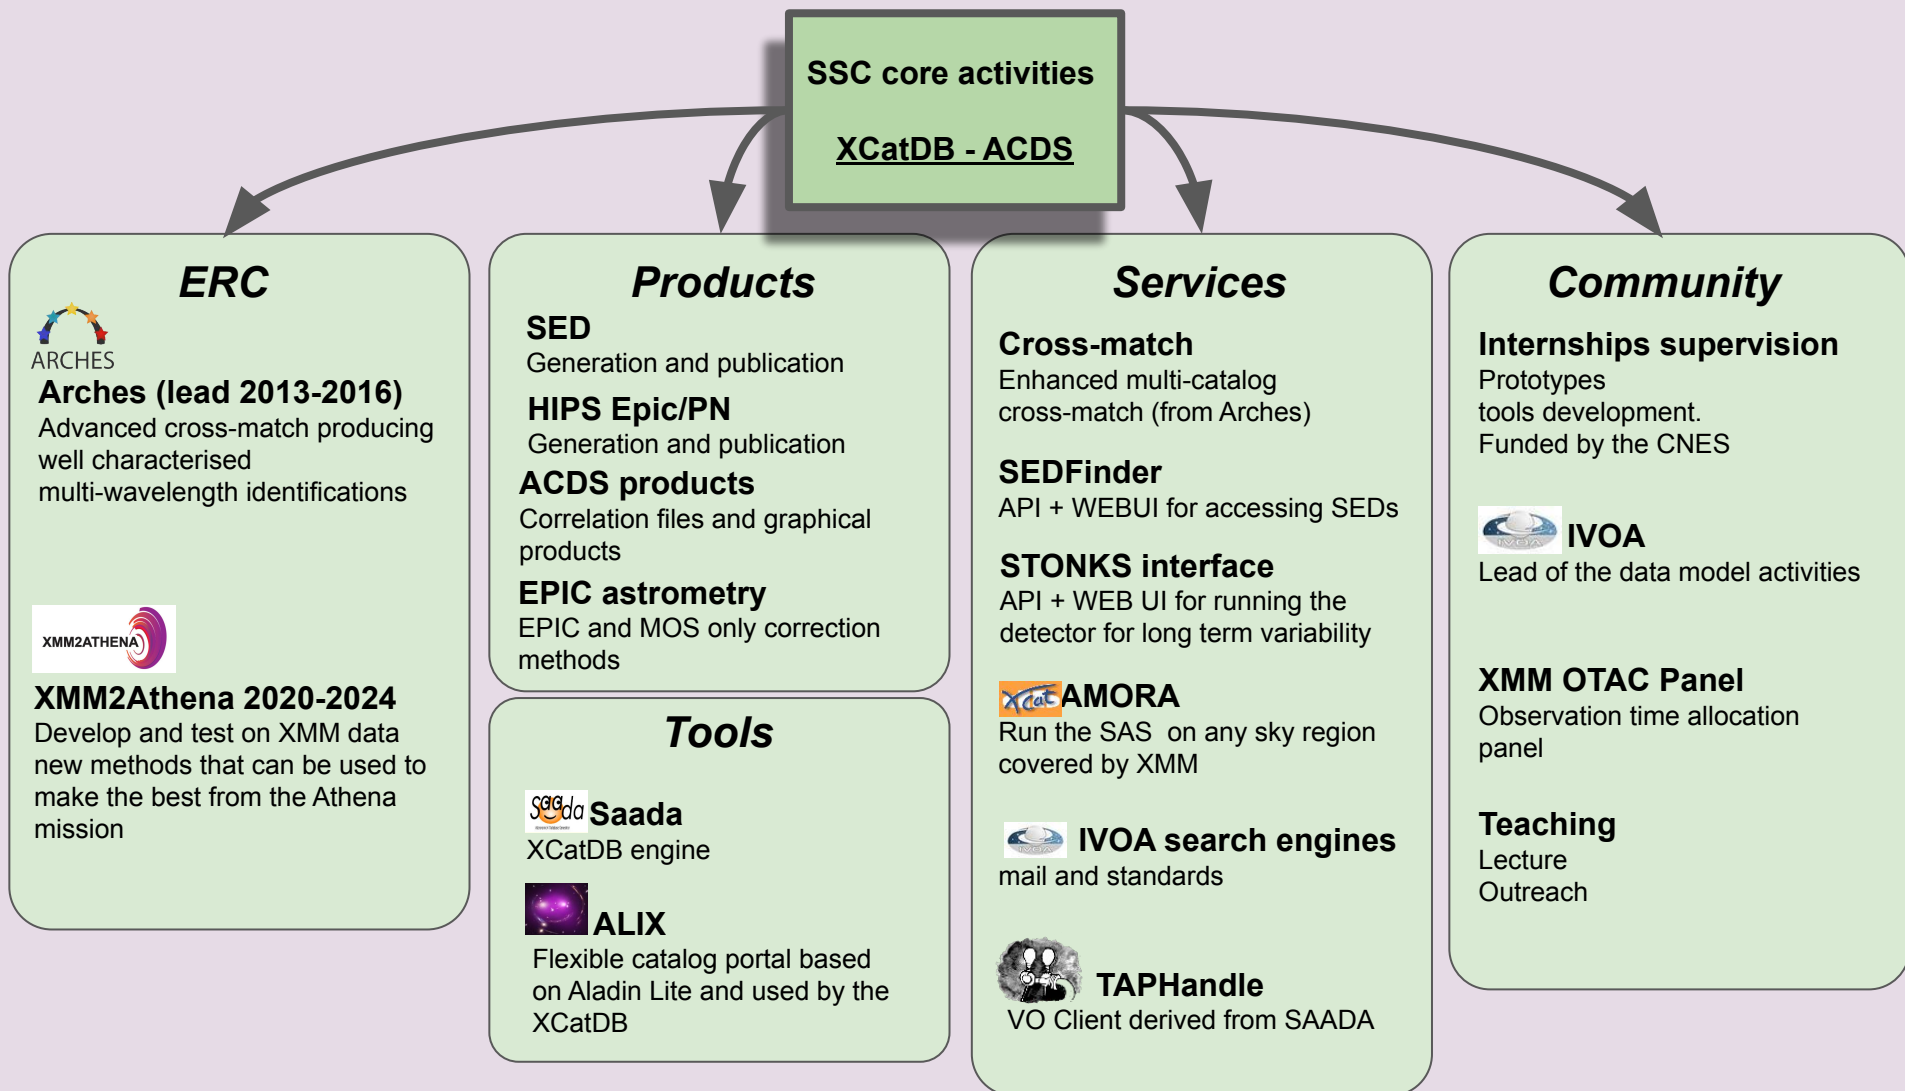 SSC core activities
XCatDB - ACDS
ERC
ARCHES
Arches (lead 2013-2016)
Advanced cross-match producing
well characterised
multi-wavelength identifications
XMM2ATHENA
XMM2Athena 2020-2024
Develop and test on XMM data
new methods that can be used to
make the best from the Athena
mission
Products
SED
Generation and publication
HIPS Epic/PN
Generation and publication
ACDS products
Correlation files and graphical
products
EPIC astrometry
EPIC and MOS only correction
methods
Tools
Saada
Saada
XCatDB engine
ALIX
Flexible catalog portal based
on Aladin Lite and used by the
XCatDB
Services
Cross-match
Enhanced multi-catalog
cross-match (from Arches)
SEDFinder
API + WEBUI for accessing SEDs
STONKS interface
API + WEB UI for running the
detector for long term variability
XCat
AMORA
Run the SAS  on any sky region
covered by XMM
IVOA
IVOA search engines
mail and standards
TAPHandle
VO Client derived from SAADA
Community
Internships supervision
Prototypes
tools development.
Funded by the CNES
IVOA
IVOA
Lead of the data model activities
XMM OTAC Panel
Observation time allocation
panel
Teaching
Lecture
Outreach